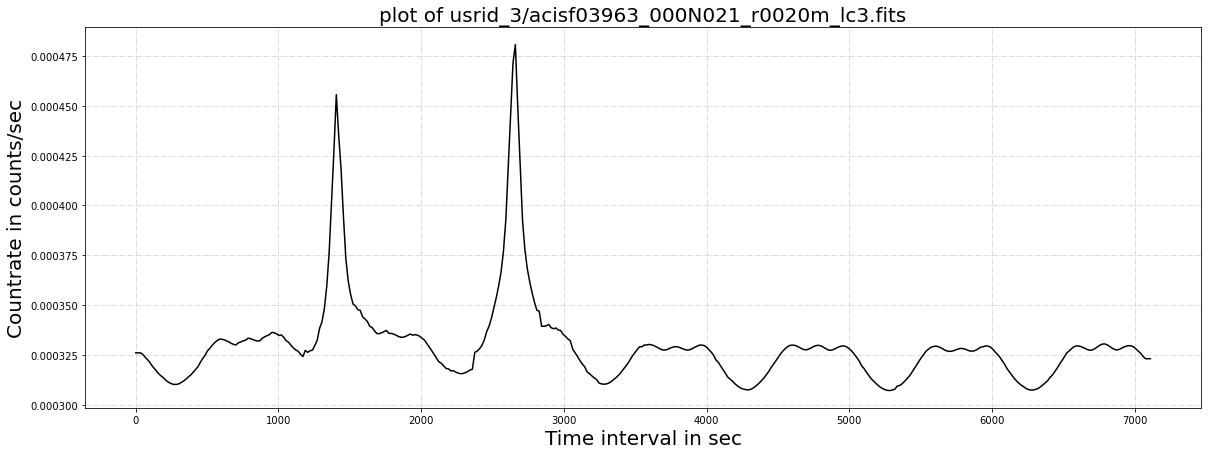 plot of usrid_3/acisf03963_000N021_r0020m_lc3.fits
Countrate in counts/sec
0.000475
0.000450
0.000425
0.000400
0.000375
0.000350
0.000325
0.000300
0 1000 2000 3000 4000 5000 6000 7000
Time interval in sec